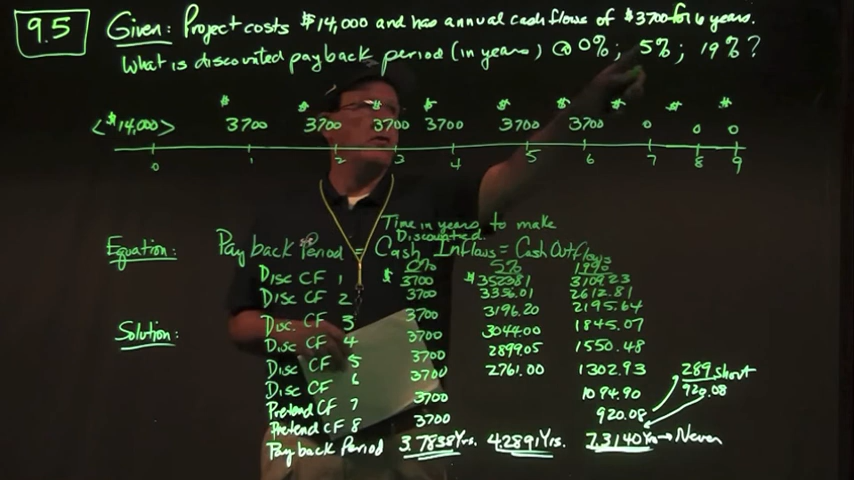 9.5 Given: Project costs $14,000 and has annual cash flows of $3700 for 6 years.
What is discounted payback period (in years) @ 0%; 5%; 19%?
$ $ $ $ $ $ $ $ $
<$14,000> 3700 3700 3700 3700 3700 3700 0 0 0
0 1 2 3 4 5 6 7 8 9
Time in years to make
Discounted
Equation: Payback Period = Cash Inflows = Cash Outflows
0% 5% 19%
Disc CF 1 $3700 $3523.81 3109.23
Disc CF 2 3700 3356.01 2612.81
Disc. CF 3 3700 3196.20 2195.64
Solution: Disc CF 4 3700 3044.00 1845.07
Disc CF 5 3700 2899.05 1550.48
Disc CF 6 3700 2761.00 1302.93 289 short
Pretend CF 7 3700 1094.90 920.08
Pretend CF 8 3700 920.08
Payback Period 3.7838 Yrs. 4.2891 Yrs. 7.3140 Yrs → Never